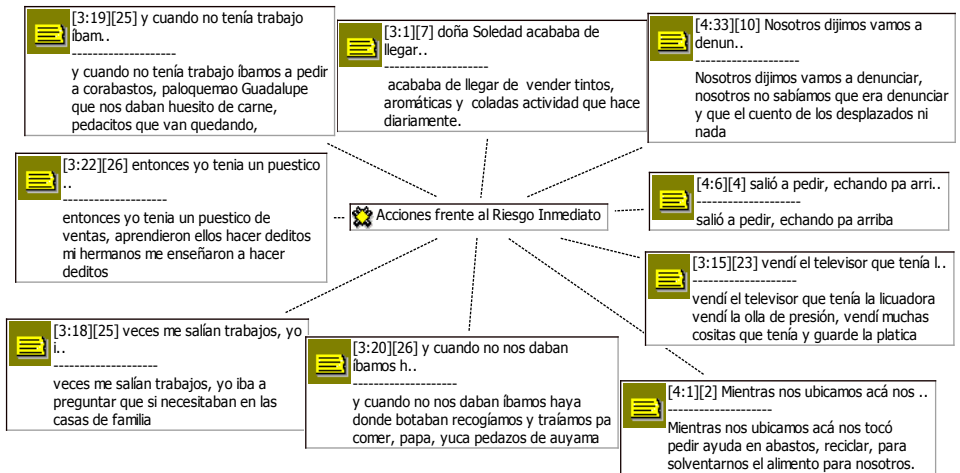 [3:19][25] y cuando no tenía trabajo
íbam..
--------------------
y cuando no tenía trabajo íbamos a pedir
a corabastos, paloquemao Guadalupe
que nos daban huesito de carne,
pedacitos que van quedando,
[3:1][7] doña Soledad acababa de
llegar..
--------------------
acababa de llegar de vender tintos,
aromáticas y coladas actividad que hace
diariamente.
[4:33][10] Nosotros dijimos vamos a
denun..
--------------------
Nosotros dijimos vamos a denunciar,
nosotros no sabíamos que era denunciar
y que el cuento de los desplazados ni
nada
[3:22][26] entonces yo tenia un puestico
..
--------------------
entonces yo tenia un puestico de
ventas, aprendieron ellos hacer deditos
mi hermanos me enseñaron a hacer
deditos
Acciones frente al Riesgo Inmediato
[4:6][4] salió a pedir, echando pa arri..
--------------------
salió a pedir, echando pa arriba
[3:15][23] vendí el televisor que tenía l..
--------------------
vendí el televisor que tenía la licuadora
vendí la olla de presión, vendí muchas
cositas que tenía y guarde la platica
[3:18][25] veces me salían trabajos, yo
i..
--------------------
veces me salían trabajos, yo iba a
preguntar que si necesitaban en las
casas de familia
[3:20][26] y cuando no nos daban
íbamos h..
--------------------
y cuando no nos daban íbamos haya
donde botaban recogíamos y traíamos pa
comer, papa, yuca pedazos de auyama
[4:1][2] Mientras nos ubicamos acá nos ..
--------------------
Mientras nos ubicamos acá nos tocó
pedir ayuda en abastos, reciclar, para
solventarnos el alimento para nosotros.